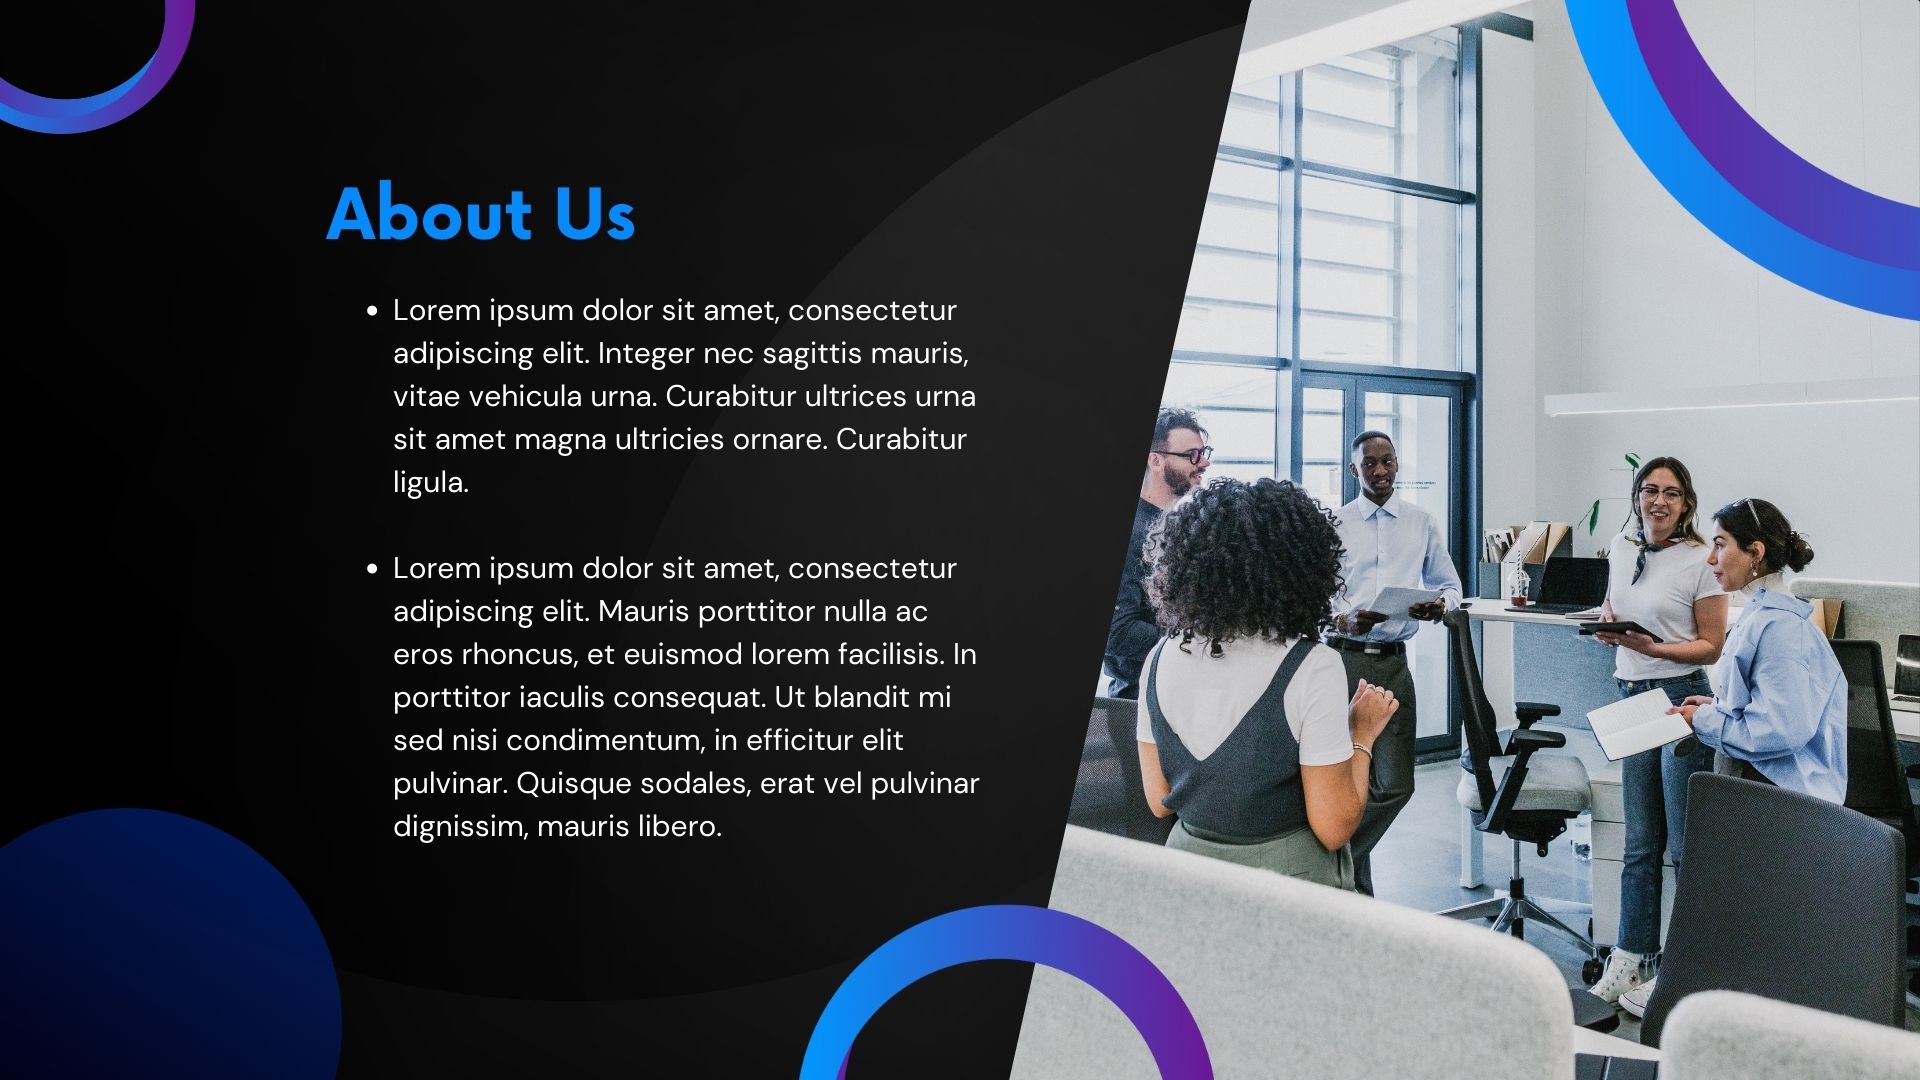 About Us
• Lorem ipsum dolor sit amet, consectetur
adipiscing elit. Integer nec sagittis mauris,
vitae vehicula urna. Curabitur ultrices urna
sit amet magna ultricies ornare. Curabitur
ligula.
• Lorem ipsum dolor sit amet, consectetur
adipiscing elit. Mauris porttitor nulla ac
eros rhoncus, et euismod lorem facilisis. In
porttitor iaculis consequat. Ut blandit mi
sed nisi condimentum, in efficitur elit
pulvinar. Quisque sodales, erat vel pulvinar
dignissim, mauris libero.